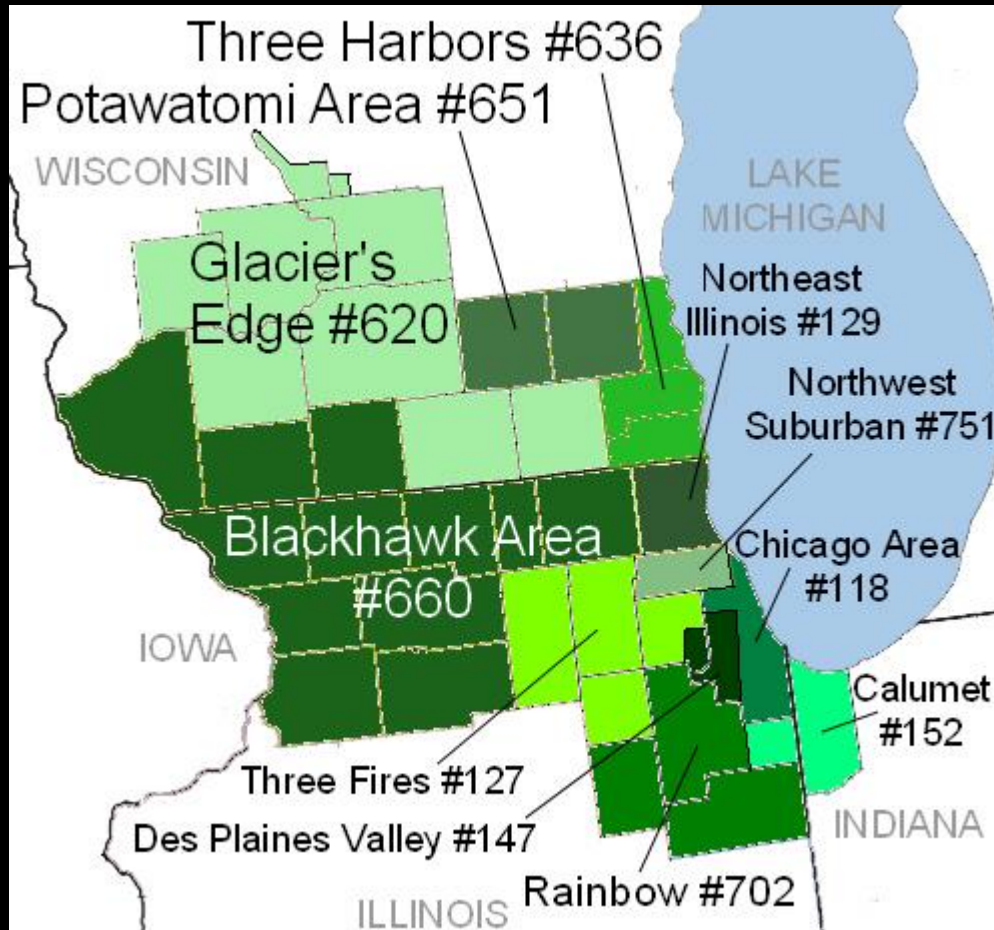 Three Harbors #636
Potawatomi Area #651
WISCONSIN
LAKE
MICHIGAN
Glacier's
Edge #620
Northeast
Illinois #129
Northwest
Suburban #751
Blackhawk Area
#660
Chicago Area
#118
IOWA
Calumet
#152
Three Fires #127
Des Plaines Valley #147
INDIANA
Rainbow #702
ILLINOIS